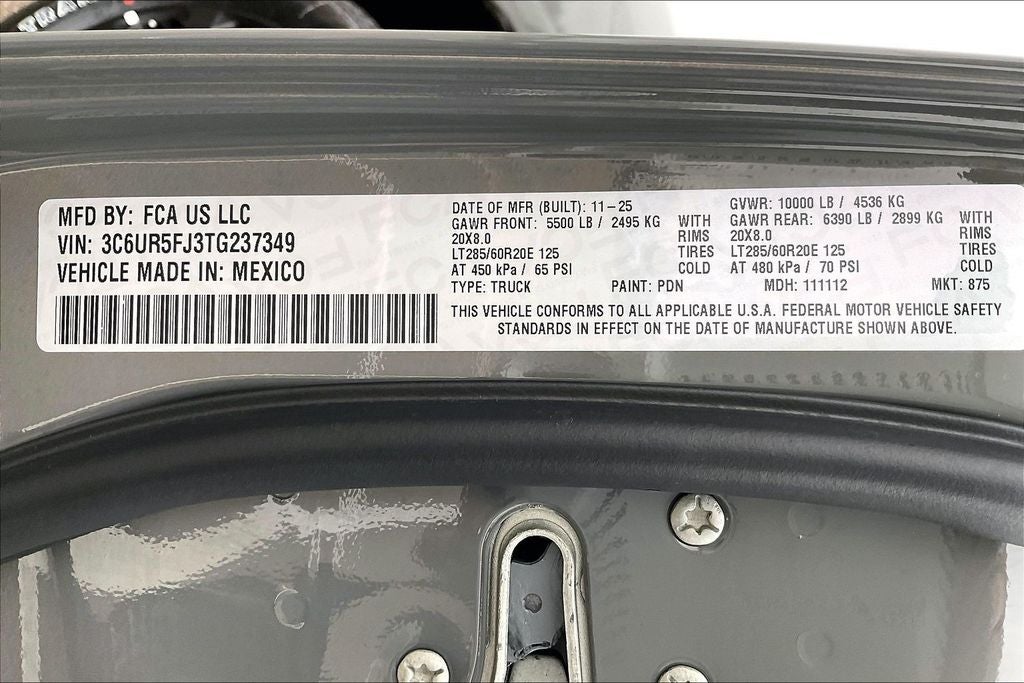 TRA
MFD BY: FCA US LLC
VIN: 3C6UR5FJ3TG237349
VEHICLE MADE IN: MEXICO
DATE OF MFR (BUILT): 11-25
GAWR FRONT: 5500 LB / 2495 KG WITH
20X8.0 RIMS
LT285/60R20E 125 TIRES
AT 450 kPa / 65 PSI COLD
GVWR: 10000 LB / 4536 KG
GAWR REAR: 6390 LB / 2899 KG WITH
20X8.0 RIMS
LT285/60R20E 125 TIRES
AT 480 kPa / 70 PSI COLD
TYPE: TRUCK PAINT: PDN MDH: 111112 MKT: 875
THIS VEHICLE CONFORMS TO ALL APPLICABLE U.S.A. FEDERAL MOTOR VEHICLE SAFETY
STANDARDS IN EFFECT ON THE DATE OF MANUFACTURE SHOWN ABOVE.